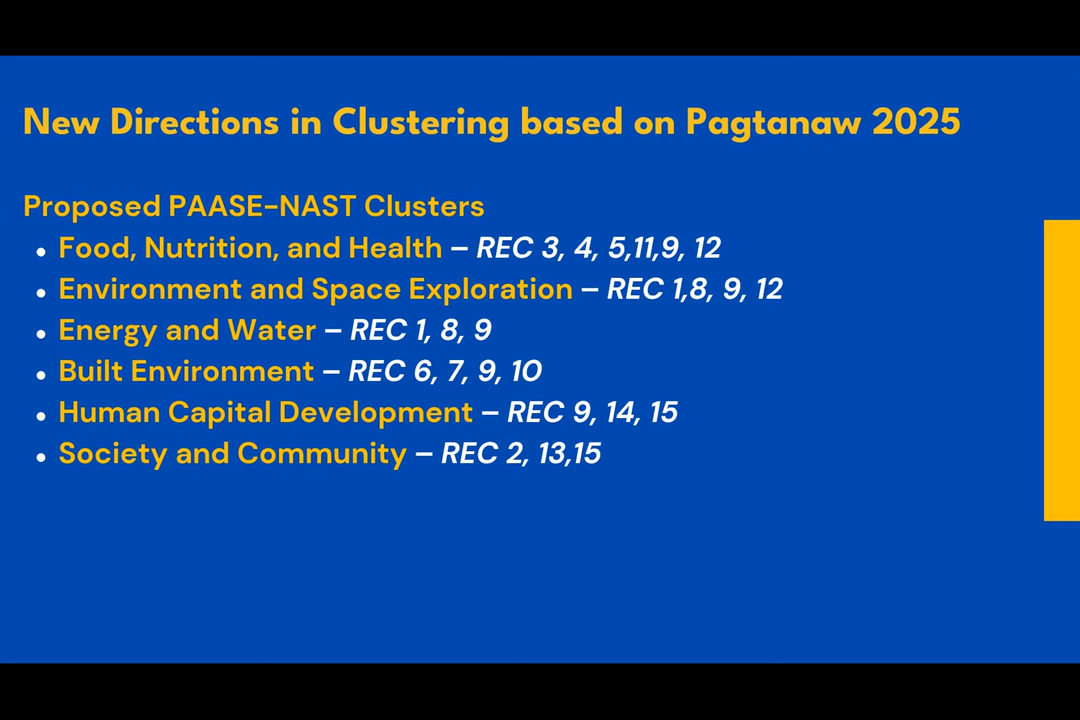 New Directions in Clustering based on Pagtanaw 2025
Proposed PAASE-NAST Clusters
• Food, Nutrition, and Health – REC 3, 4, 5,11,9, 12
• Environment and Space Exploration – REC 1,8, 9, 12
• Energy and Water – REC 1, 8, 9
• Built Environment – REC 6, 7, 9, 10
• Human Capital Development – REC 9, 14, 15
• Society and Community – REC 2, 13,15